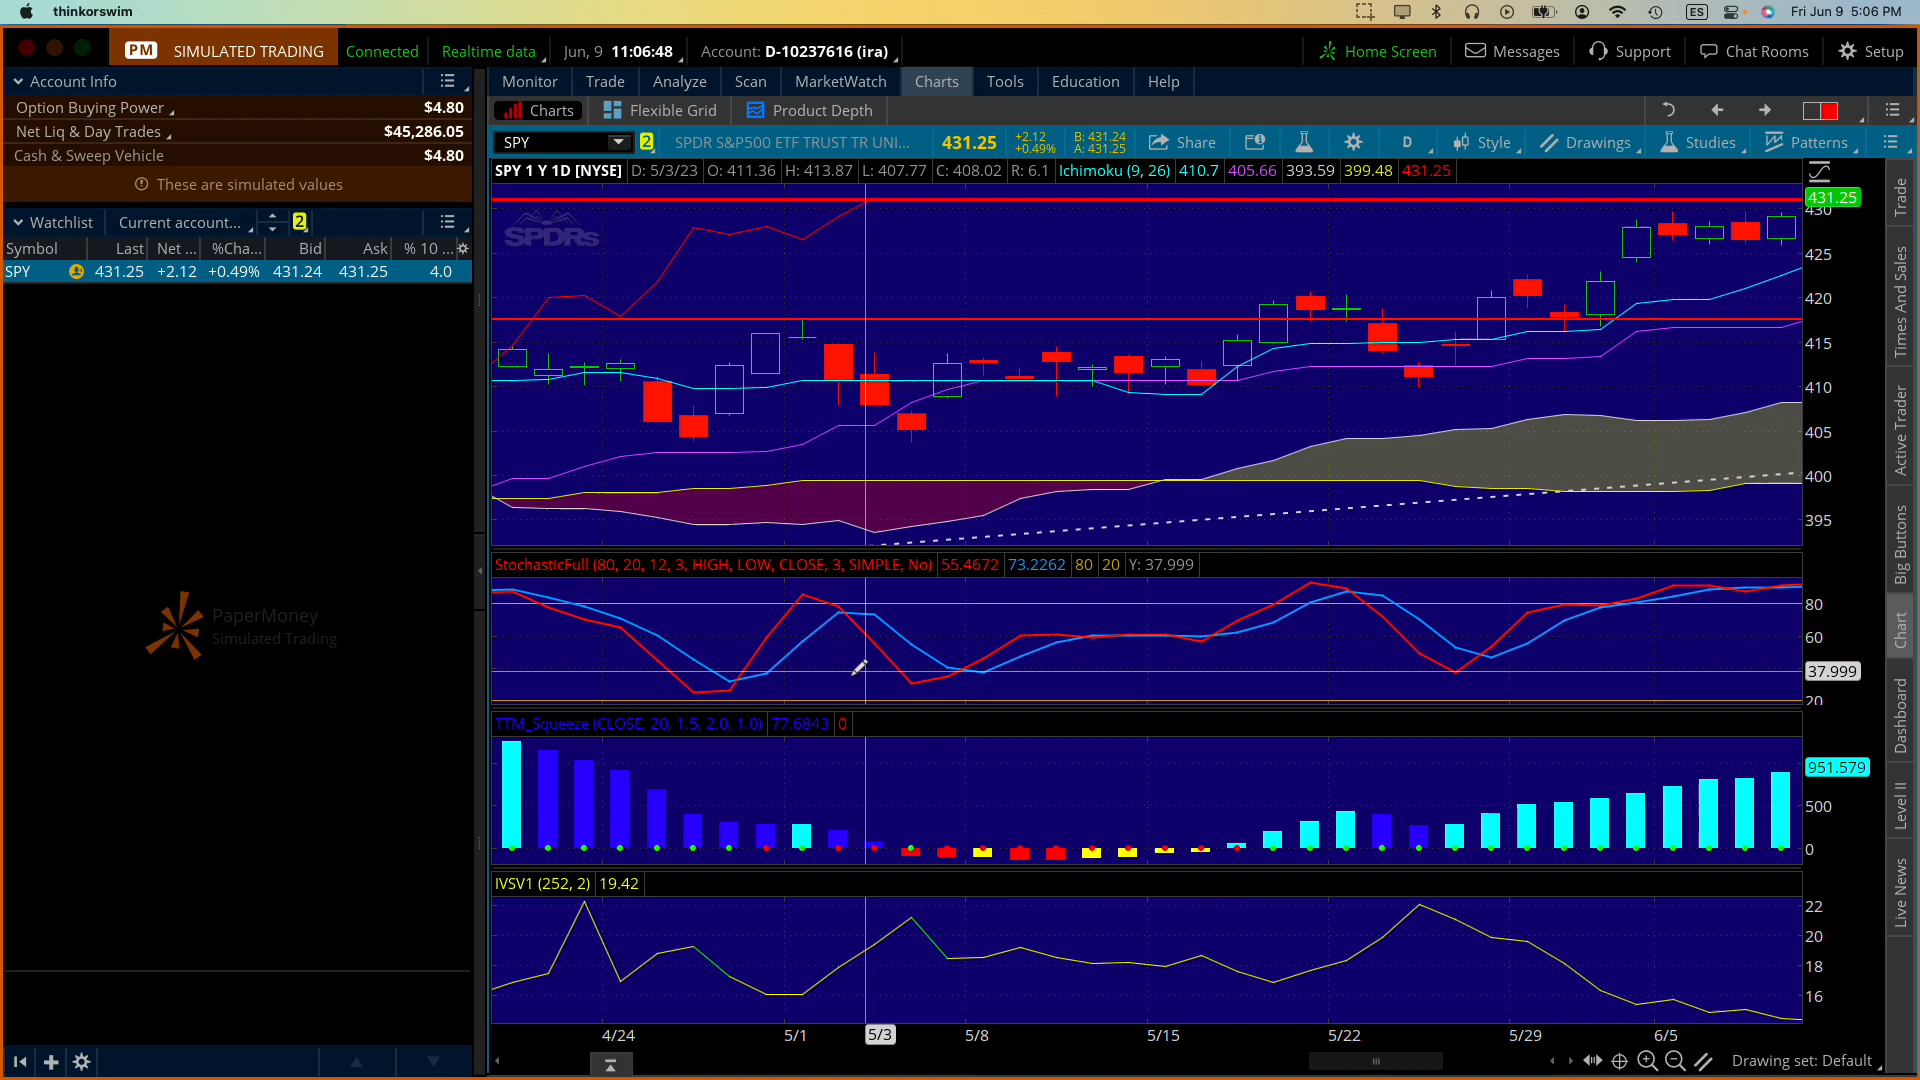 thinkorswim
ES
Fri Jun 9 5:06 PM
PM SIMULATED TRADING Connected Realtime data Jun, 9 11:06:48 Account: D-10237616 (ira)
Home Screen Messages Support Chat Rooms Setup
Account Info
Option Buying Power $4.80
Net Liq & Day Trades $45,286.05
Cash & Sweep Vehicle $4.80
These are simulated values
Watchlist Current account... 2
Symbol Last Net ... %Cha... Bid Ask % 10 ...
SPY 431.25 +2.12 +0.49% 431.24 431.25 4.0
PaperMoney
Simulated Trading
Monitor Trade Analyze Scan MarketWatch Charts Tools Education Help
Charts Flexible Grid Product Depth
SPY 2 SPDR S&P500 ETF TRUST TR UNI... 431.25 +2.12 +0.49% B: 431.24 A: 431.25 Share D Style Drawings Studies Patterns
SPY 1 Y 1D [NYSE] D: 5/3/23 O: 411.36 H: 413.87 L: 407.77 C: 408.02 R: 6.1 Ichimoku (9, 26) 410.7 405.66 393.59 399.48 431.25
SPDRs
431.25
430
425
420
415
410
405
400
395
StochasticFull (80, 20, 12, 3, HIGH, LOW, CLOSE, 3, SIMPLE, No) 55.4672 73.2262 80 20 Y: 37.999
80
60
37.999
20
TTM_Squeeze (CLOSE, 20, 1.5, 2.0, 1.0) 77.6843 0
951.579
500
0
IVSV1 (252, 2) 19.42
22
20
18
16
4/24 5/1 5/3 5/8 5/15 5/22 5/29 6/5
Drawing set: Default
Trade
Times And Sales
Active Trader
Big Buttons
Chart
Dashboard
Level II
Live News